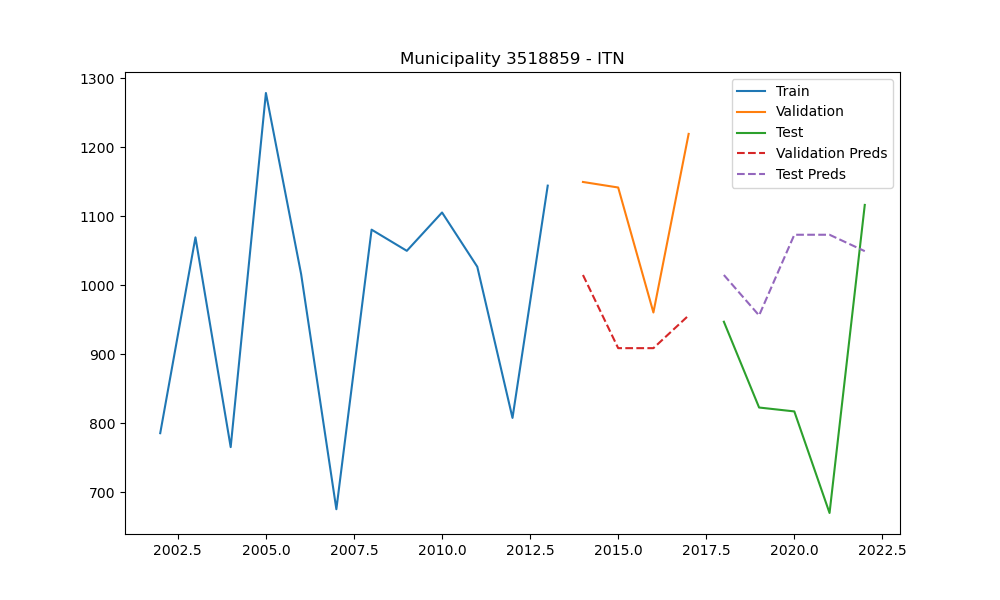 Municipality 3518859 - ITN
1300
1200
1100
1000
900
800
700
Train
Validation
Test
Validation Preds
Test Preds
2002.5 2005.0 2007.5 2010.0 2012.5 2015.0 2017.5 2020.0 2022.5